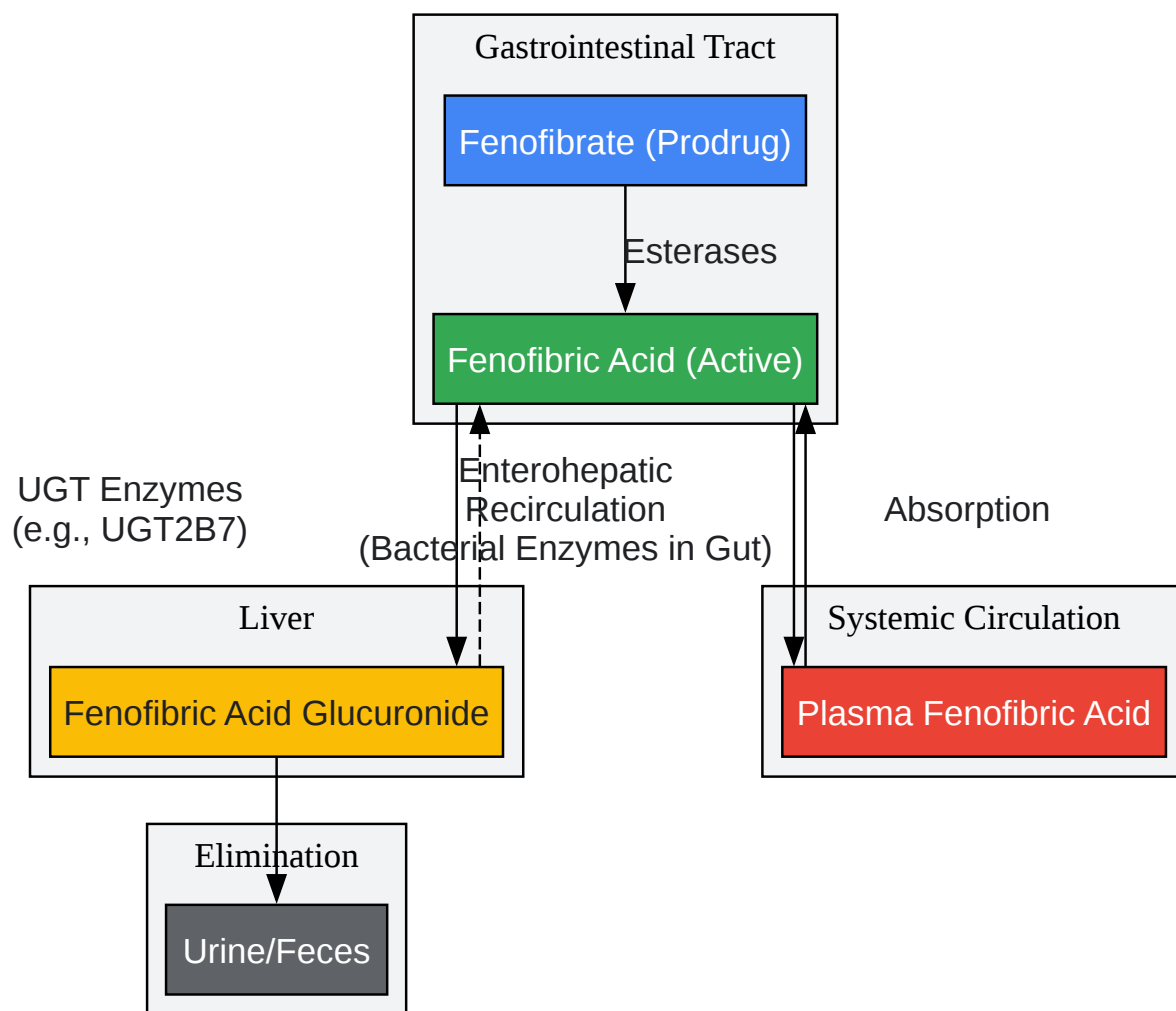 Gastrointestinal Tract
Fenofibrate (Prodrug)
Esterases
Fenofibric Acid (Active)
UGT Enzymes
(e.g., UGT2B7)
Enterohepatic
Recirculation
(Bacterial Enzymes in Gut)
Absorption
Liver
Fenofibric Acid Glucuronide
Systemic Circulation
Plasma Fenofibric Acid
Elimination
Urine/Feces